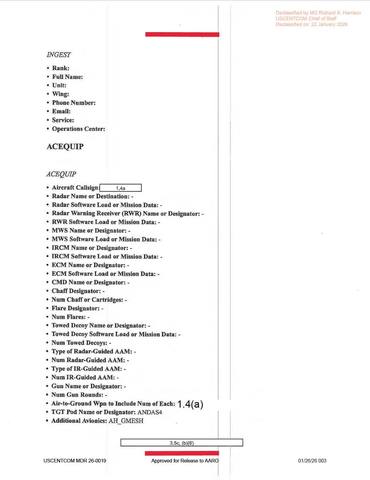 Declassified by MG Richard A. Harrison
USCENTCOM Chief of Staff
Declassified on: 22 January 2026
INGEST
• Rank:
• Full Name:
• Unit:
• Wing:
• Phone Number:
• Email:
• Service:
• Operations Center:
ACEQUIP
ACEQUIP
• Aircraft Callsign: 1.4a
• Radar Name or Destination: -
• Radar Software Load or Mission Data: -
• Radar Warning Receiver (RWR) Name or Designator: -
• RWR Software Load or Mission Data: -
• MWS Name or Designator: -
• MWS Software Load or Mission Data: -
• IRCM Name or Designator: -
• IRCM Software Load or Mission Data: -
• ECM Name or Designator: -
• ECM Software Load or Mission Data: -
• CMD Name or Designator: -
• Chaff Designator: -
• Num Chaff or Cartridges: -
• Flare Designator: -
• Num Flares: -
• Towed Decoy Name or Designator: -
• Towed Decoy Software Load or Mission Data: -
• Num Towed Decoys: -
• Type of Radar-Guided AAM: -
• Num Radar-Guided AAM: -
• Type of IR-Guided AAM: -
• Num IR-Guided AAM: -
• Gun Name or Designator: -
• Num Gun Rounds: -
• Air-to-Ground Wpn to Include Num of Each: 1.4(a)
• TGT Pod Name or Designator: ANDAS4
• Additional Avionics: AH_GMESH
3.5c, (b)(6)
USCENTCOM MDR 26-0019
Approved for Release to AARO
01/26/26 003